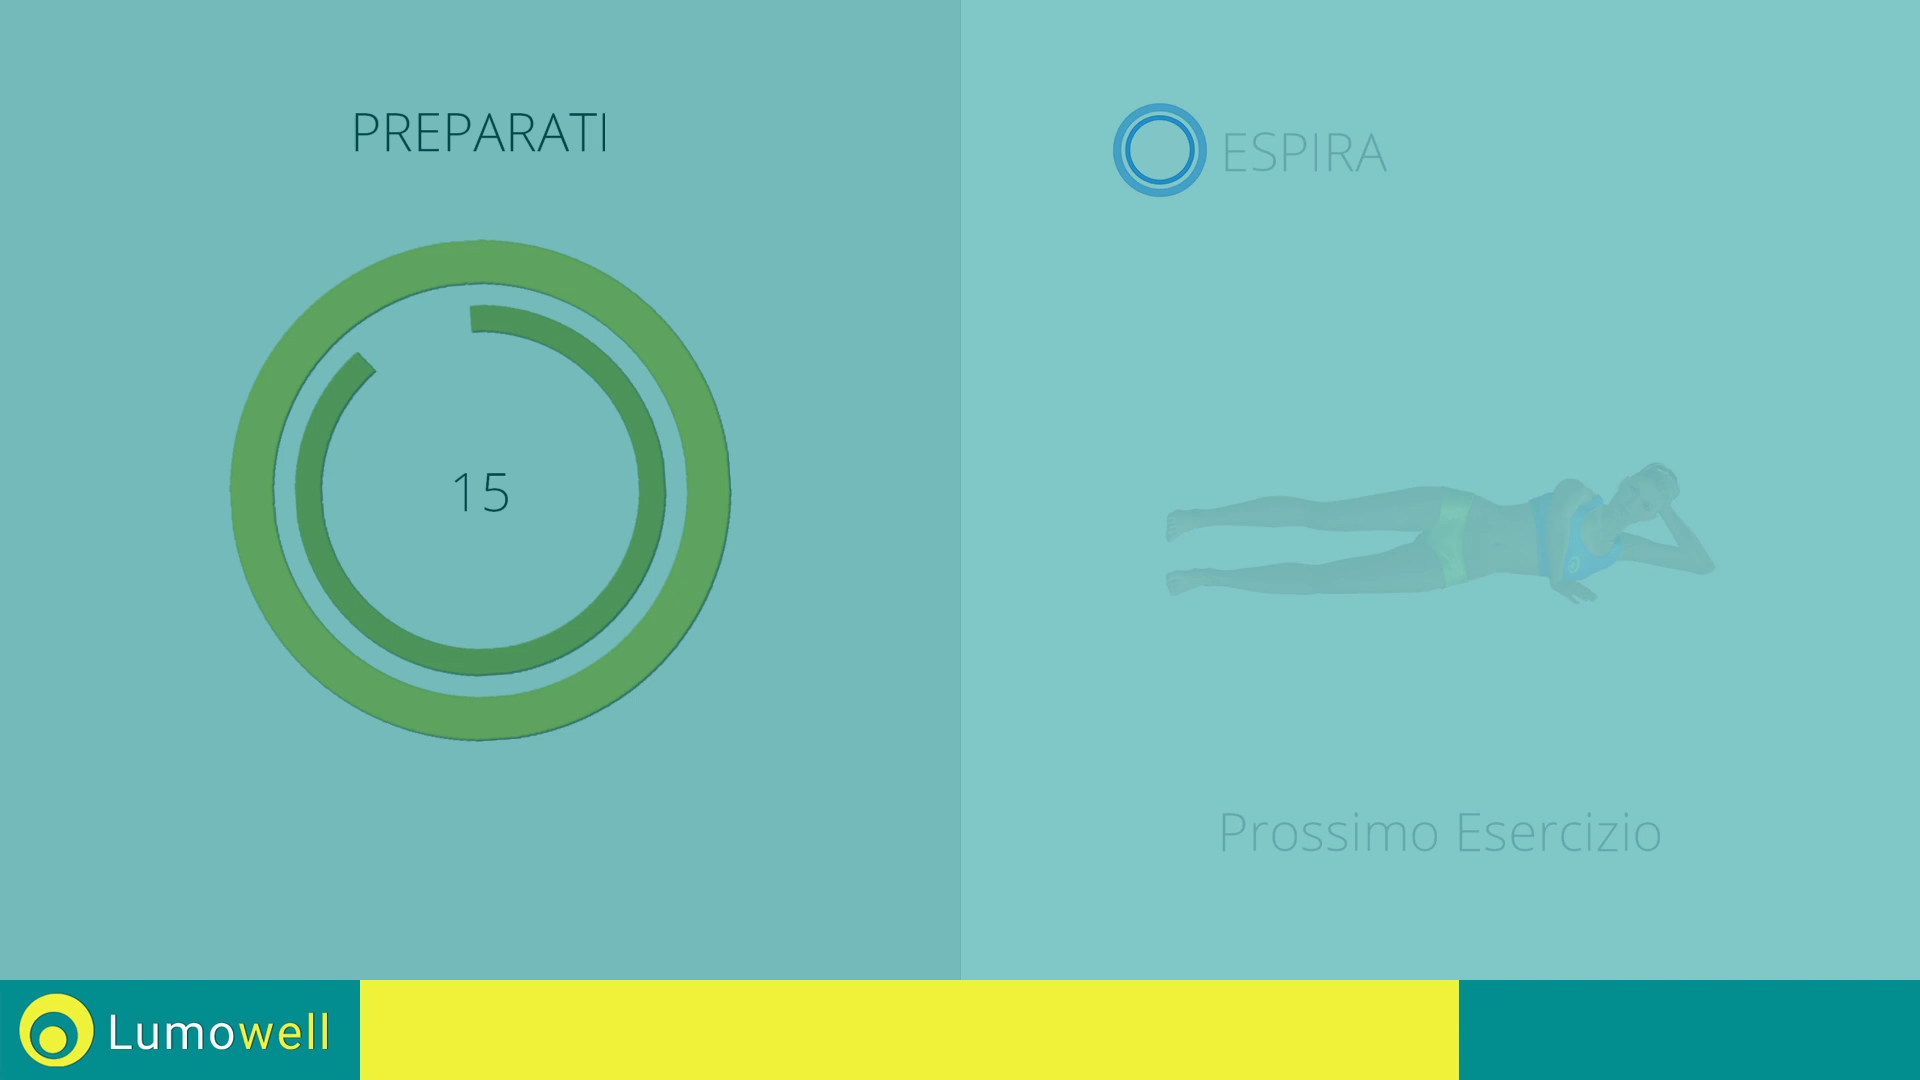 PREPARATI
15
ESPIRA
Prossimo Esercizio
Lumowell